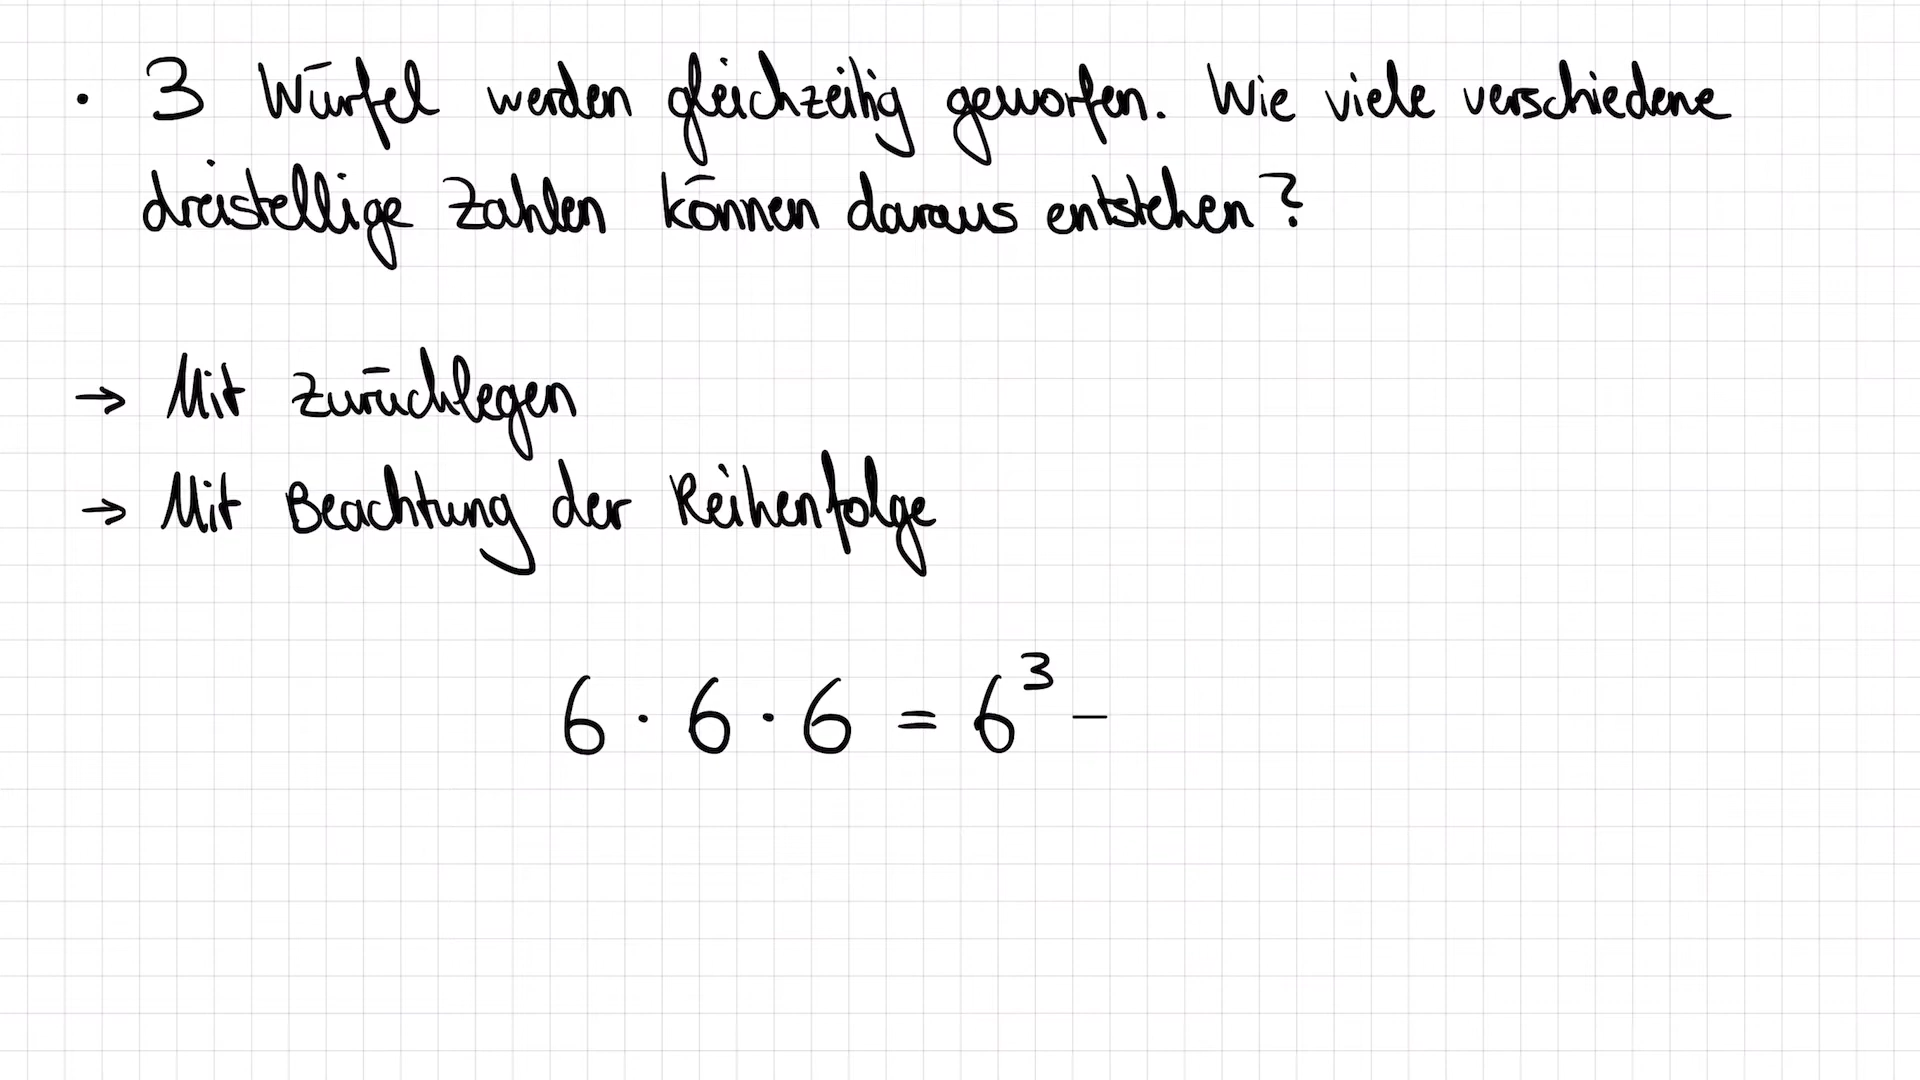 • 3 Würfel werden gleichzeitig geworfen. Wie viele verschiedene
dreistellige Zahlen können daraus entstehen?
→ Mit Zurücklegen
→ Mit Beachtung der Reihenfolge
6 · 6 · 6 = 6³ –